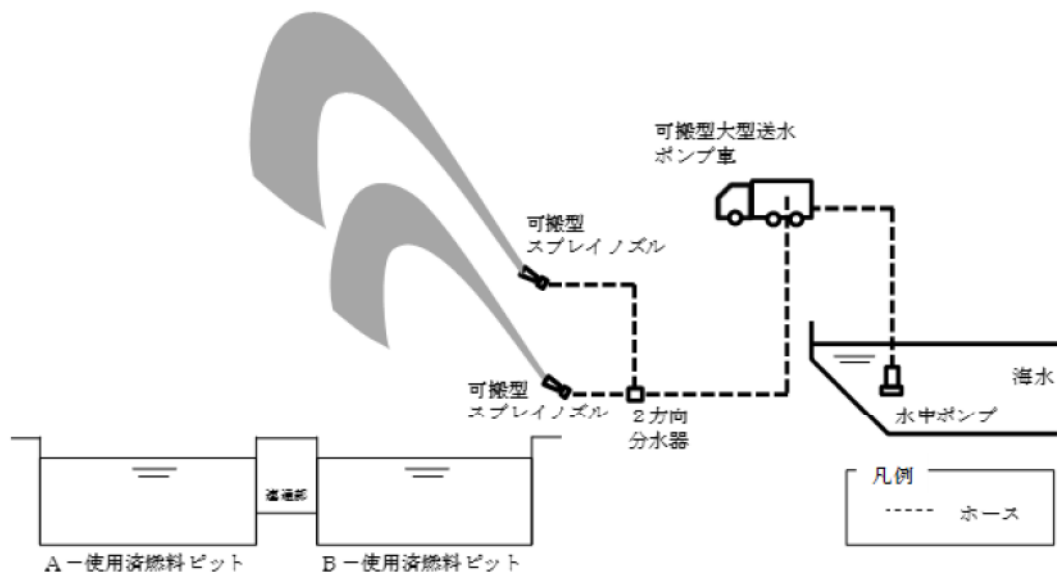 可搬型大型送水
ポンプ車
可搬型
スプレイノズル
可搬型
スプレイノズル
2方向
分水器
海水
水中ポンプ
連通部
A－使用済燃料ピット
B－使用済燃料ピット
凡例
ホース